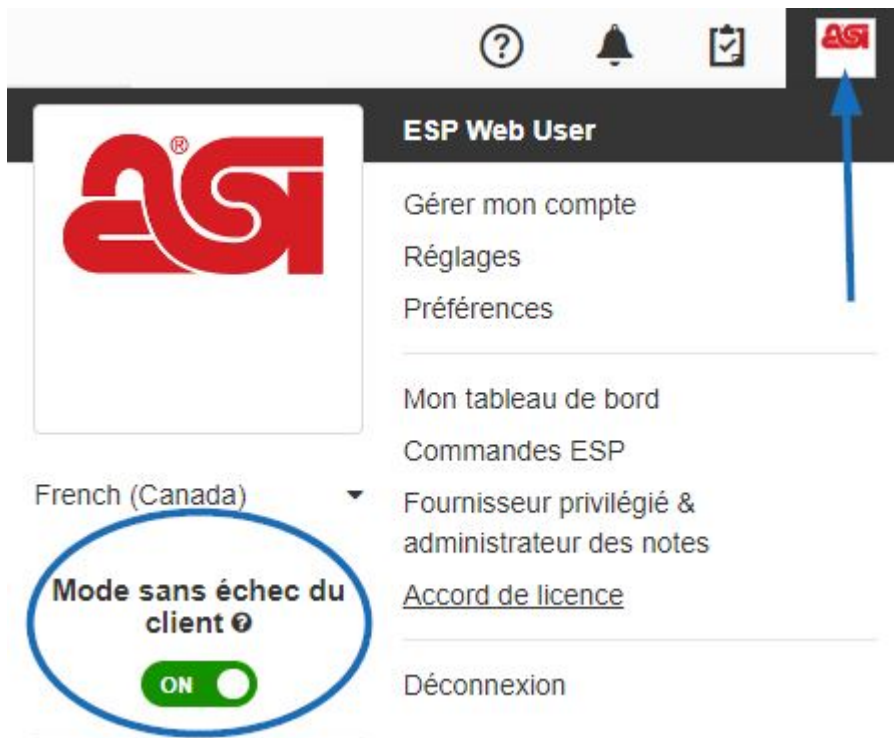 asi
ESP Web User
asi®
Gérer mon compte
Réglages
Préférences
Mon tableau de bord
Commandes ESP
Fournisseur privilégié &
administrateur des notes
Accord de licence
Déconnexion
French (Canada)
Mode sans échec du
client
ON